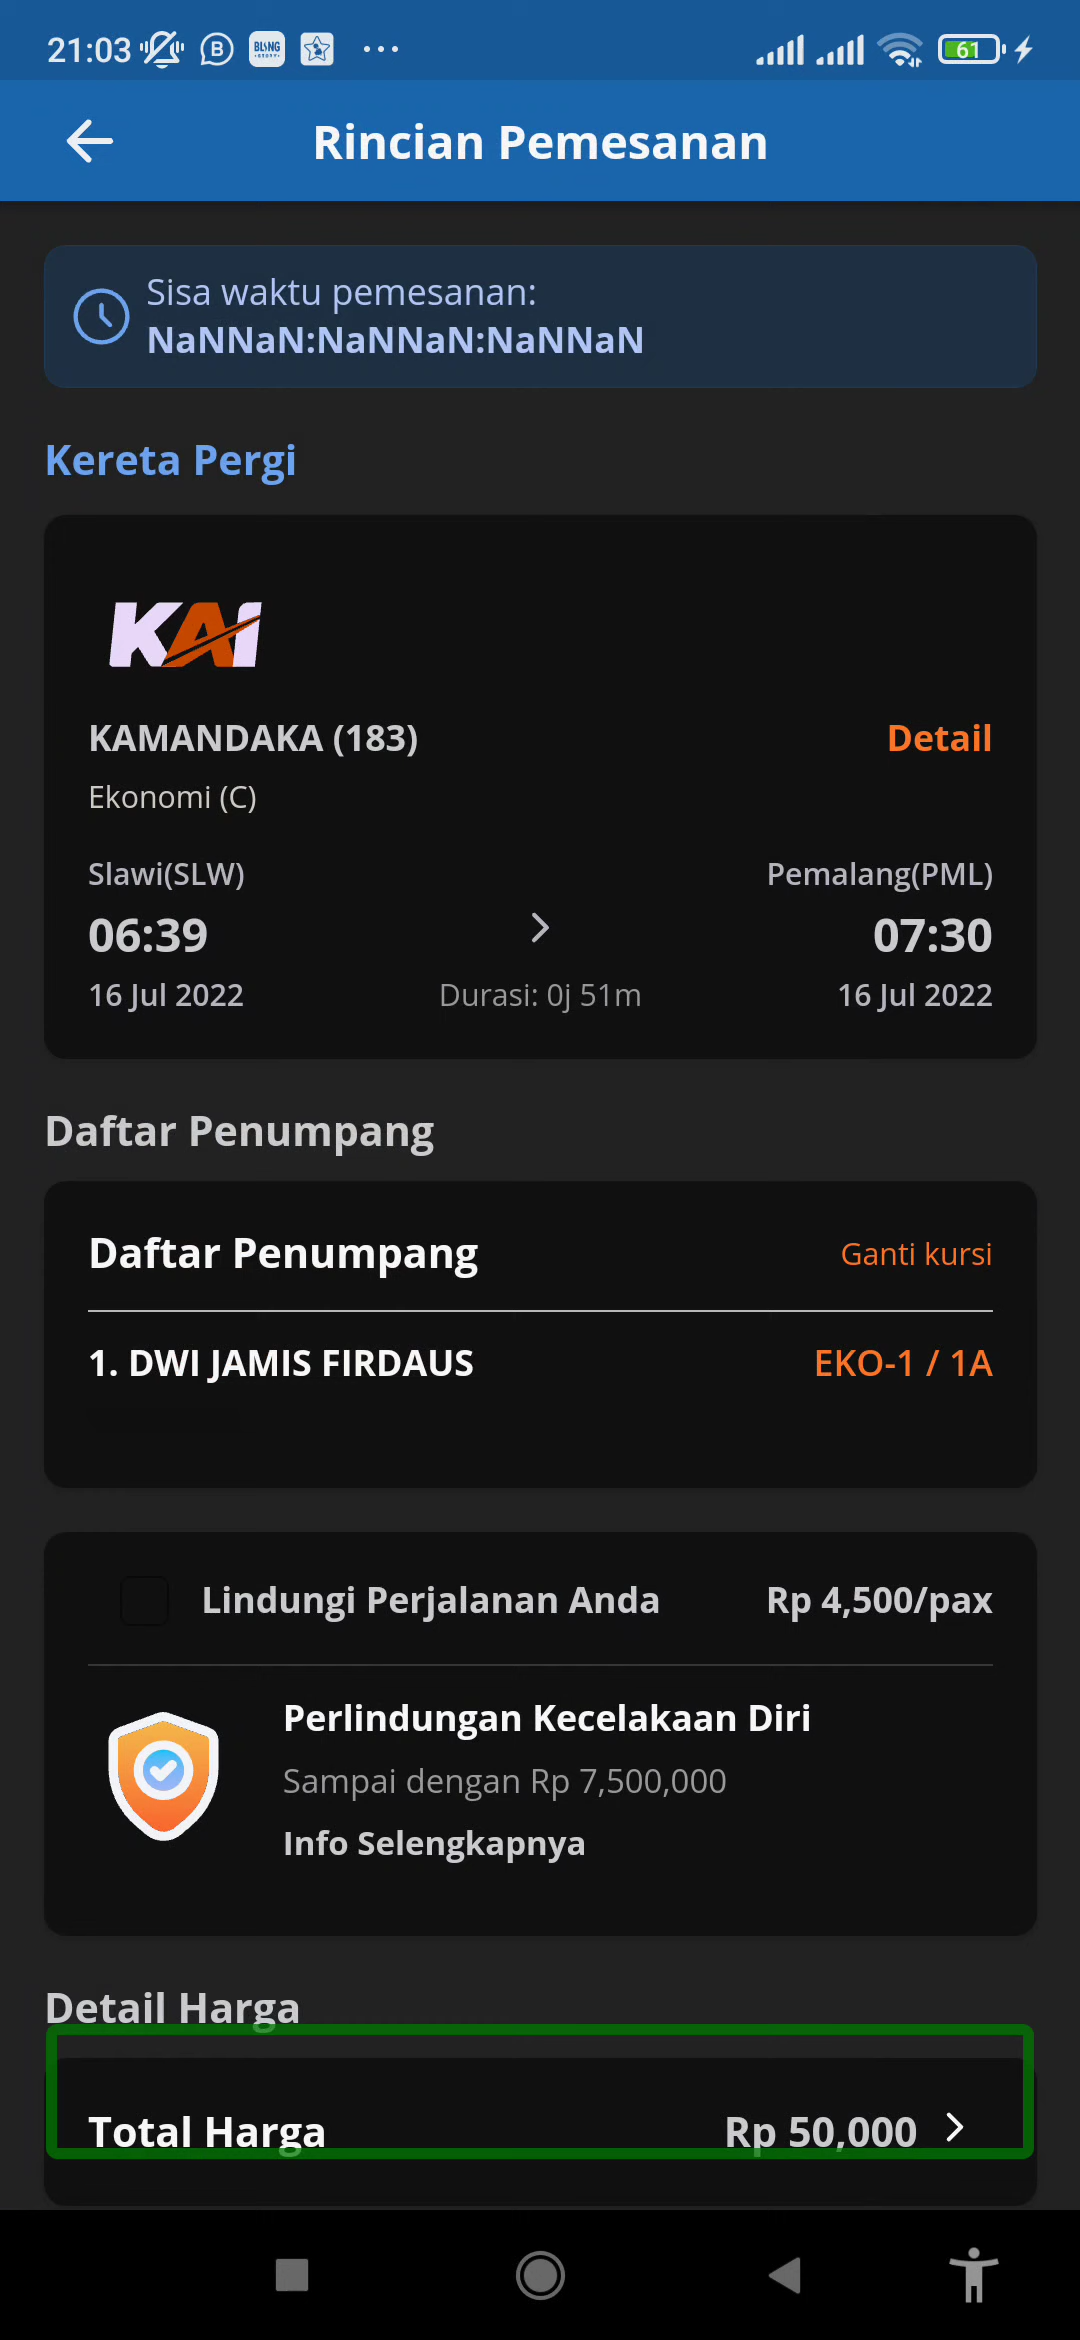 21:03
B
BLiNG
61
Rincian Pemesanan
Sisa waktu pemesanan:
NaNNaN:NaNNaN:NaNNaN
Kereta Pergi
KAI
KAMANDAKA (183)
Detail
Ekonomi (C)
Slawi(SLW)
Pemalang(PML)
06:39
07:30
16 Jul 2022
Durasi: 0j 51m
16 Jul 2022
Daftar Penumpang
Daftar Penumpang
Ganti kursi
1. DWI JAMIS FIRDAUS
EKO-1 / 1A
Lindungi Perjalanan Anda
Rp 4,500/pax
Perlindungan Kecelakaan Diri
Sampai dengan Rp 7,500,000
Info Selengkapnya
Detail Harga
Total Harga
Rp 50,000